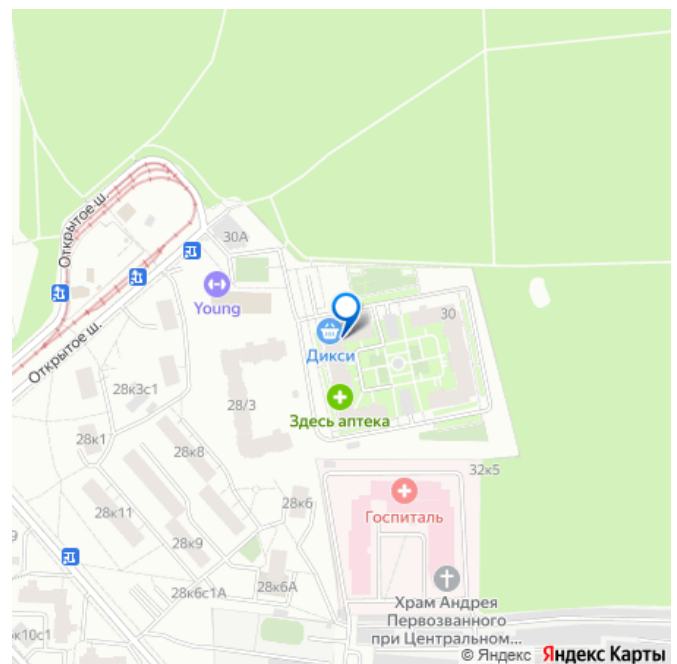 Открытое ш.
30А
Young
30
Дикси
Открытое ш.
28к3с1
28/3
Здесь аптека
28к1
28к8
32к5
28к11
28к6
Госпиталь
28к9
28к6с1А
28к6А
Храм Андрея
Первозванного
при Центральном...
к10с1
© Яндекс Яндекс Карты